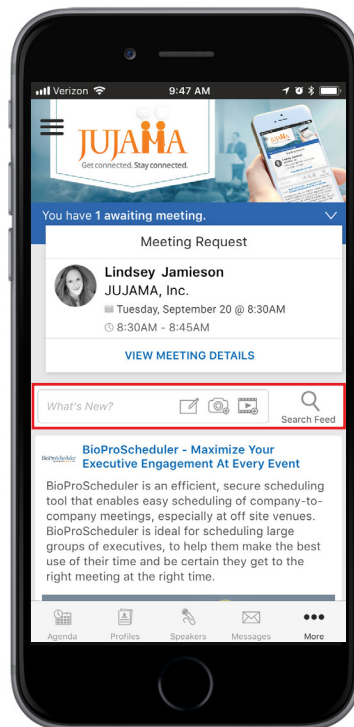 Verizon 9:47 AM
JUJAMA
Get connected. Stay connected.
You have 1 awaiting meeting.
Meeting Request
Lindsey Jamieson
JUJAMA, Inc.
Tuesday, September 20 @ 8:30AM
8:30AM - 8:45AM
VIEW MEETING DETAILS
What's New?
Search Feed
BioProScheduler
BioProScheduler - Maximize Your
Executive Engagement At Every Event
BioProScheduler is an efficient, secure scheduling
tool that enables easy scheduling of company-to-
company meetings, especially at off site venues.
BioProScheduler is ideal for scheduling large
groups of executives, to help them make the best
use of their time and be certain they get to the
right meeting at the right time.
Agenda Profiles Speakers Messages More